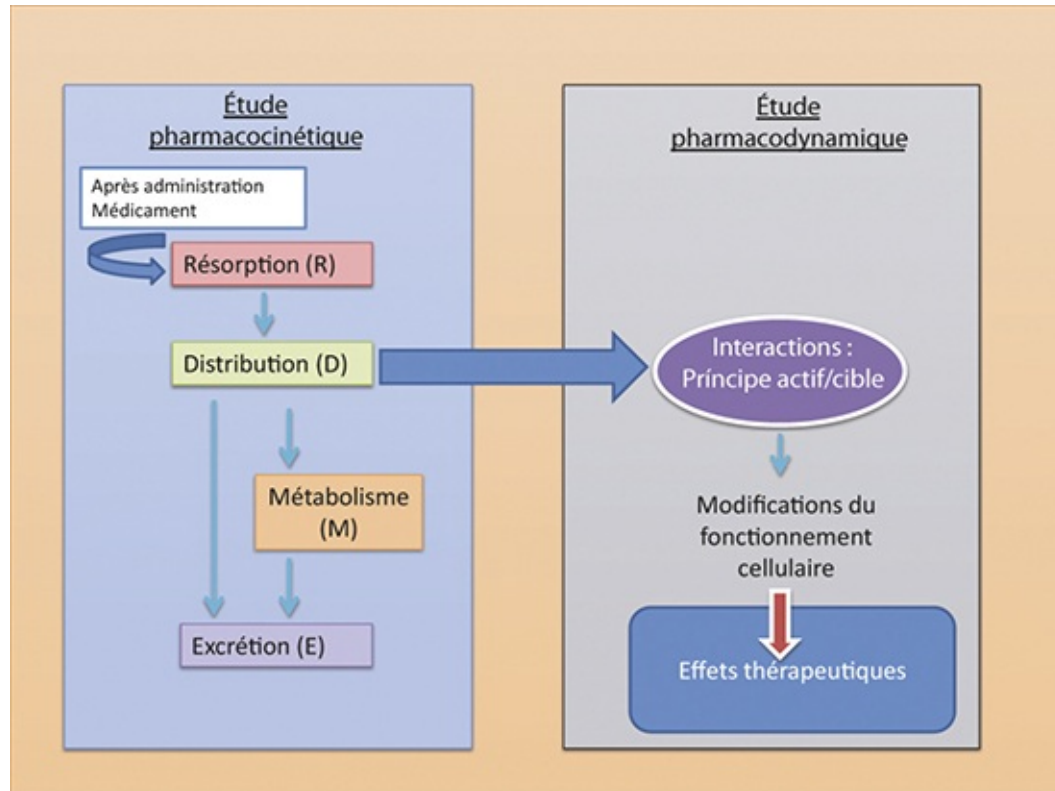 Étude
pharmacocinétique
Après administration
Médicament
Résorption (R)
Distribution (D)
Métabolisme
(M)
Excrétion (E)
Étude
pharmacodynamique
Interactions :
Príncipe actif/cible
Modifications du
fonctionnement
cellulaire
Effets thérapeutiques